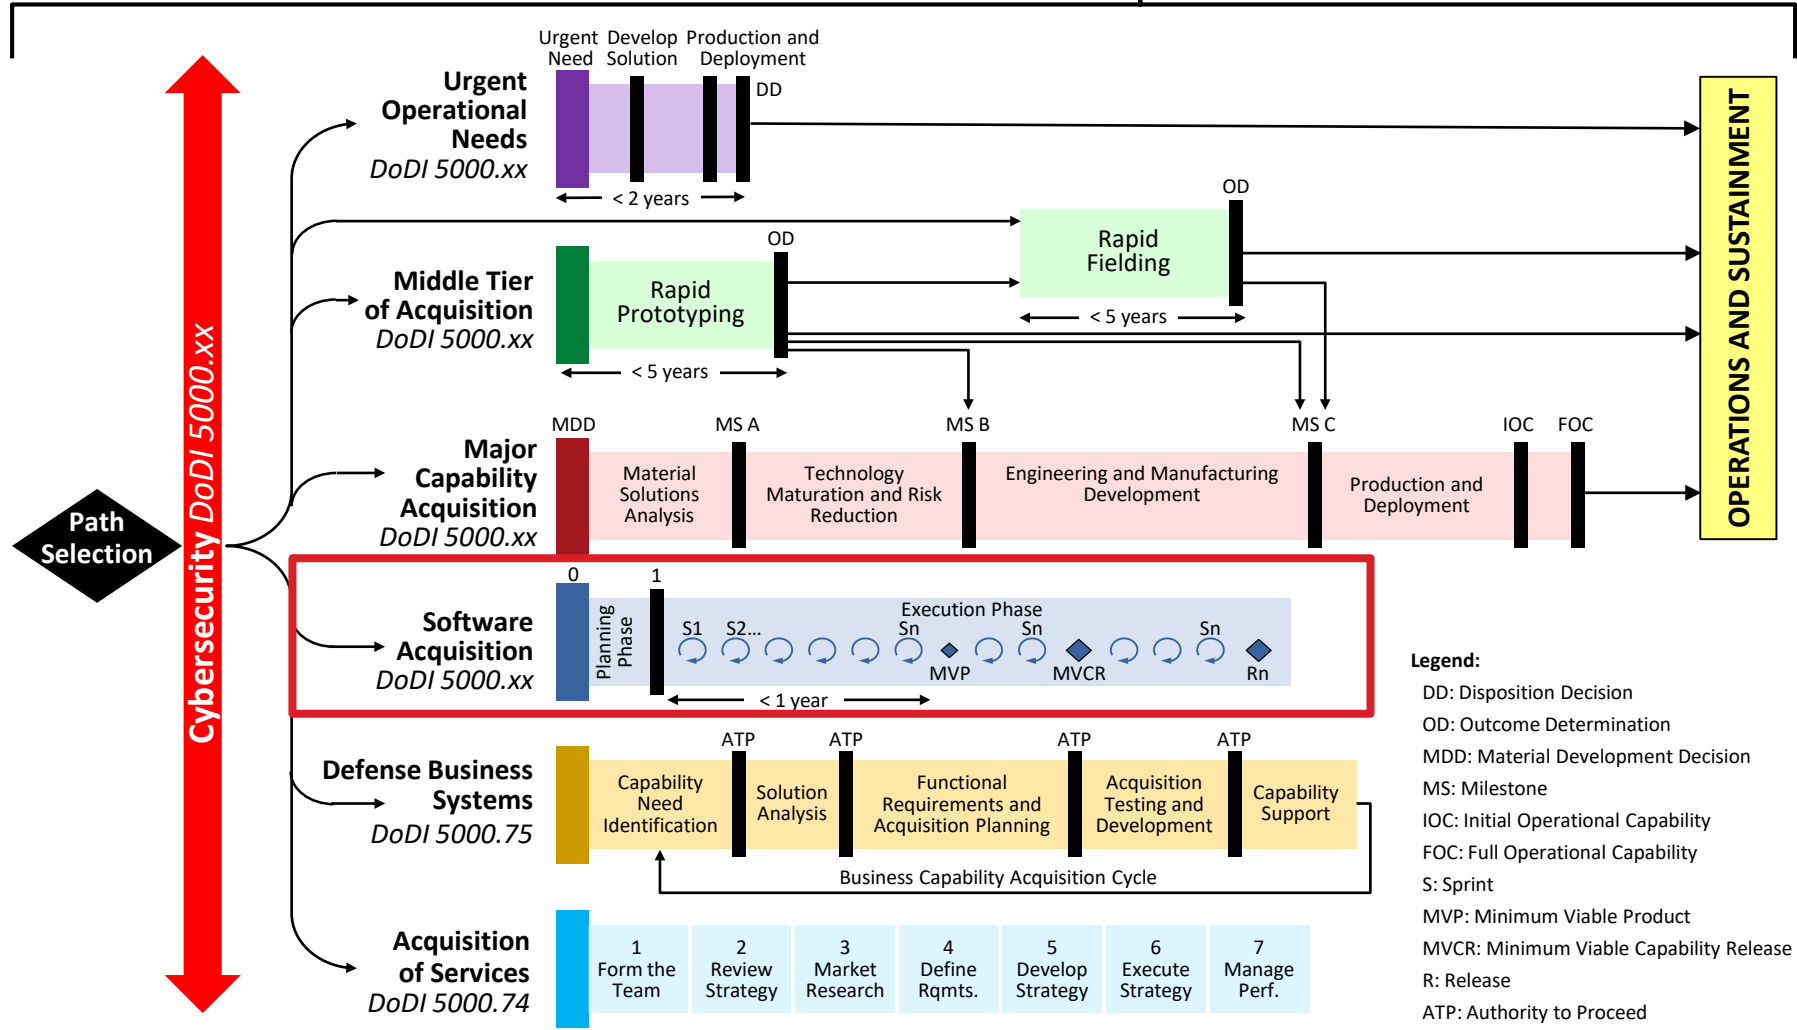 Path
Selection
Cybersecurity DoDI 5000.xx
Urgent
Operational
Needs
DoDI 5000.xx
Urgent
Need
Develop
Solution
Production and
Deployment
DD
< 2 years
Middle Tier
of Acquisition
DoDI 5000.xx
Rapid
Prototyping
OD
< 5 years
Rapid
Fielding
OD
< 5 years
Major
Capability
Acquisition
DoDI 5000.xx
MDD
MS A
MS B
MS C
IOC
FOC
Material
Solutions
Analysis
Technology
Maturation and Risk
Reduction
Engineering and Manufacturing
Development
Production and
Deployment
OPERATIONS AND SUSTAINMENT
Software
Acquisition
DoDI 5000.xx
0
1
Planning
Phase
Execution Phase
S1
S2...
Sn
Sn
Sn
MVP
MVCR
Rn
< 1 year
Defense Business
Systems
DoDI 5000.75
ATP
ATP
ATP
ATP
Capability
Need
Identification
Solution
Analysis
Functional
Requirements and
Acquisition Planning
Acquisition
Testing and
Development
Capability
Support
Business Capability Acquisition Cycle
Acquisition
of Services
DoDI 5000.74
1
Form the
Team
2
Review
Strategy
3
Market
Research
4
Define
Rqmts.
5
Develop
Strategy
6
Execute
Strategy
7
Manage
Perf.
Legend:
DD: Disposition Decision
OD: Outcome Determination
MDD: Material Development Decision
MS: Milestone
IOC: Initial Operational Capability
FOC: Full Operational Capability
S: Sprint
MVP: Minimum Viable Product
MVCR: Minimum Viable Capability Release
R: Release
ATP: Authority to Proceed